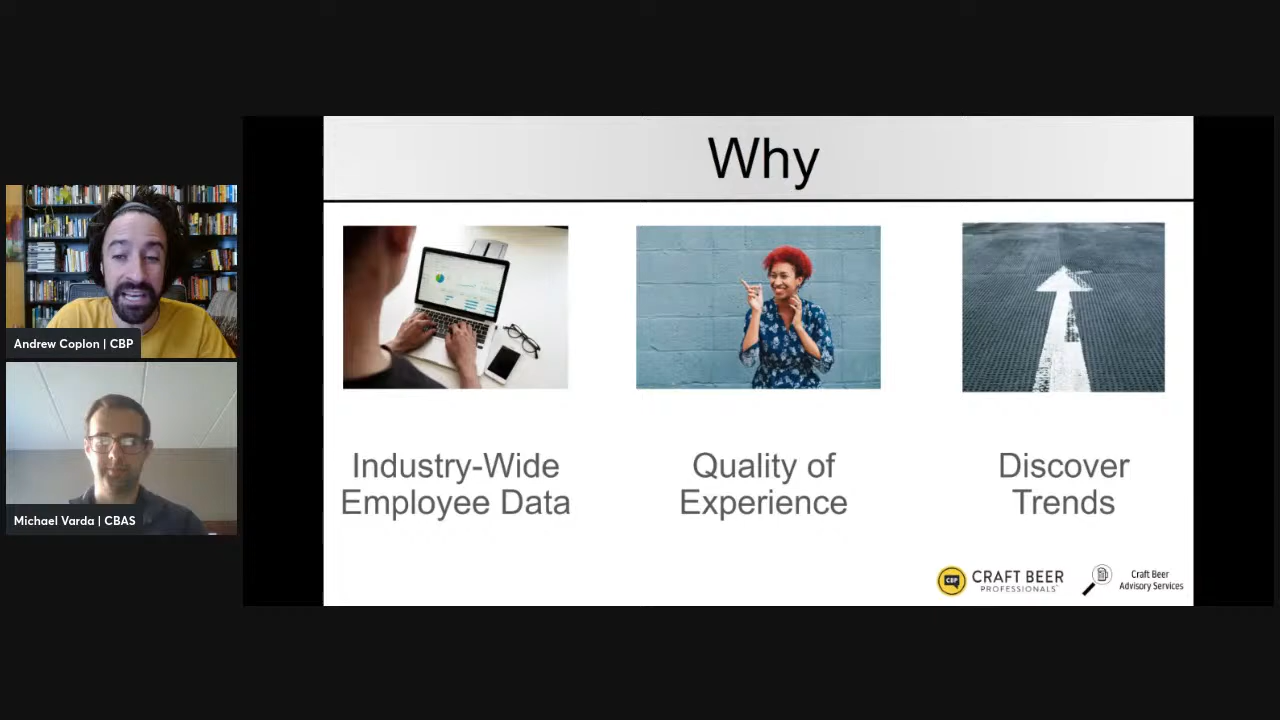 Why
Andrew Coplon | CBP
Michael Varda | CBAS
Industry-Wide
Employee Data
Quality of
Experience
Discover
Trends
CBP
CRAFT BEER
PROFESSIONALS
Craft Beer
Advisory Services